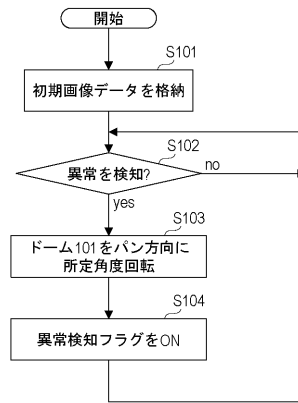 開始
S101
初期画像データを格納
S102
異常を検知?
no
yes
S103
ドーム101をパン方向に
所定角度回転
S104
異常検知フラグをON